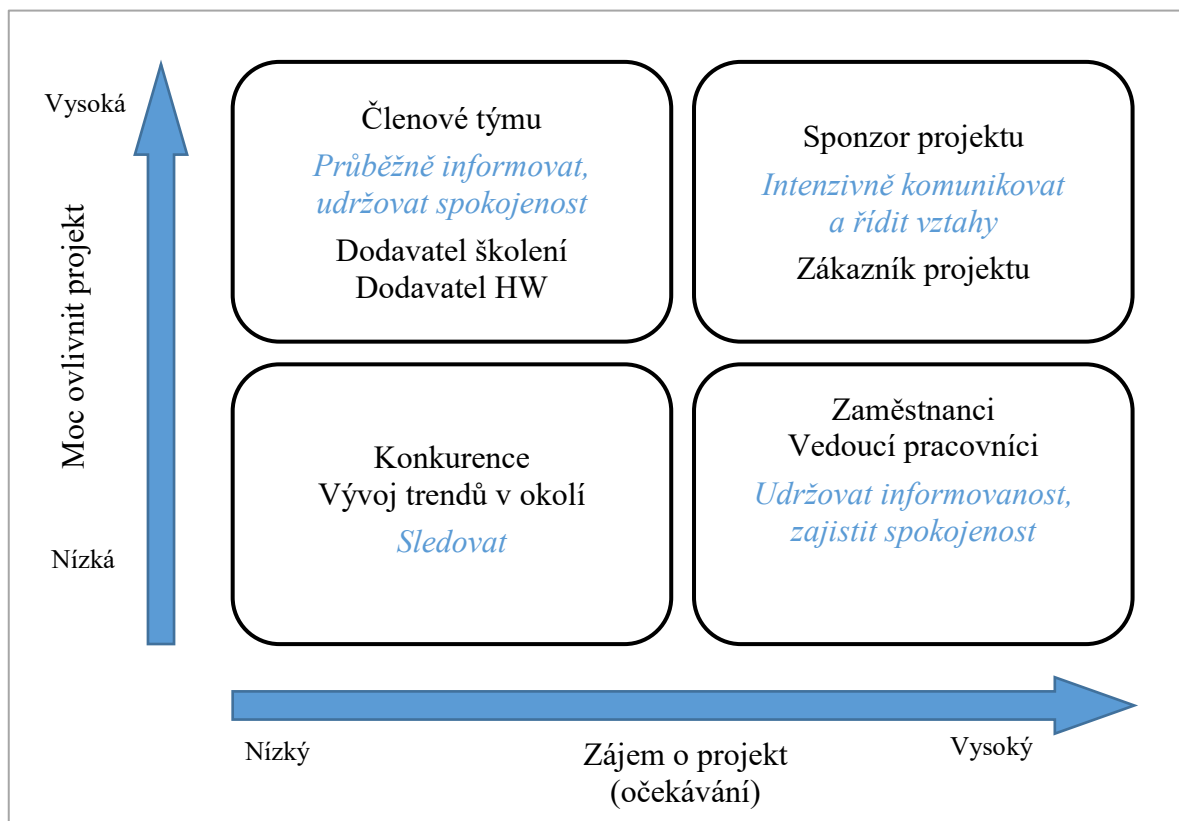 Vysoká
Moc ovlivnit projekt
Nízká
Členové týmu
Průběžně informovat,
udržovat spokojenost
Dodavatel školení
Dodavatel HW
Sponzor projektu
Intenzivně komunikovat
a řídit vztahy
Zákazník projektu
Konkurence
Vývoj trendů v okolí
Sledovat
Zaměstnanci
Vedoucí pracovníci
Udržovat informovanost,
zajistit spokojenost
Nízký
Zájem o projekt
(očekávání)
Vysoký